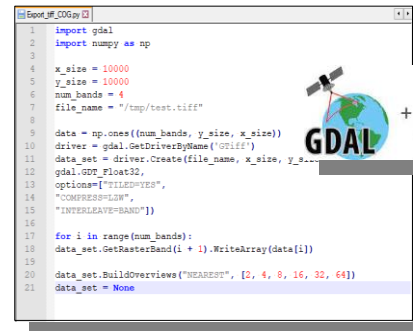 Export_tiff_COG.py
1 import gdal
2 import numpy as np
3
4 x_size = 10000
5 y_size = 10000
6 num_bands = 4
7 file_name = "/tmp/test.tiff"
8
9 data = np.ones((num_bands, y_size, x_size))
10 driver = gdal.GetDriverByName('GTiff')
11 data_set = driver.Create(file_name, x_size,
12 gdal.GDT_Float32,
13 options=["TILED=YES",
14 "COMPRESS=LZW",
15 "INTERLEAVE=BAND"])
16
17 for i in range(num_bands):
18 data_set.GetRasterBand(i + 1).WriteArray(data[i])
19
20 data_set.BuildOverviews("NEAREST", [2, 4, 8, 16, 32, 64])
21 data_set = None
GDAL
+